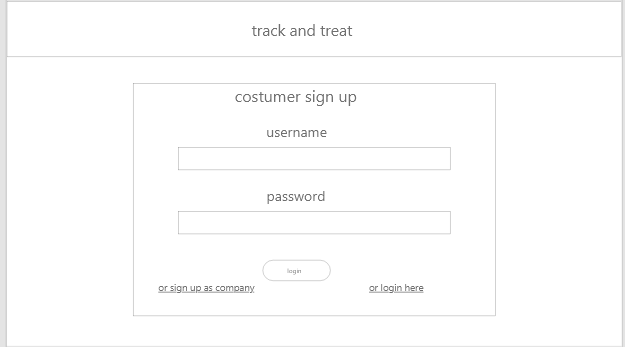 track and treat
costumer sign up
username
password
login
or sign up as company
or login here